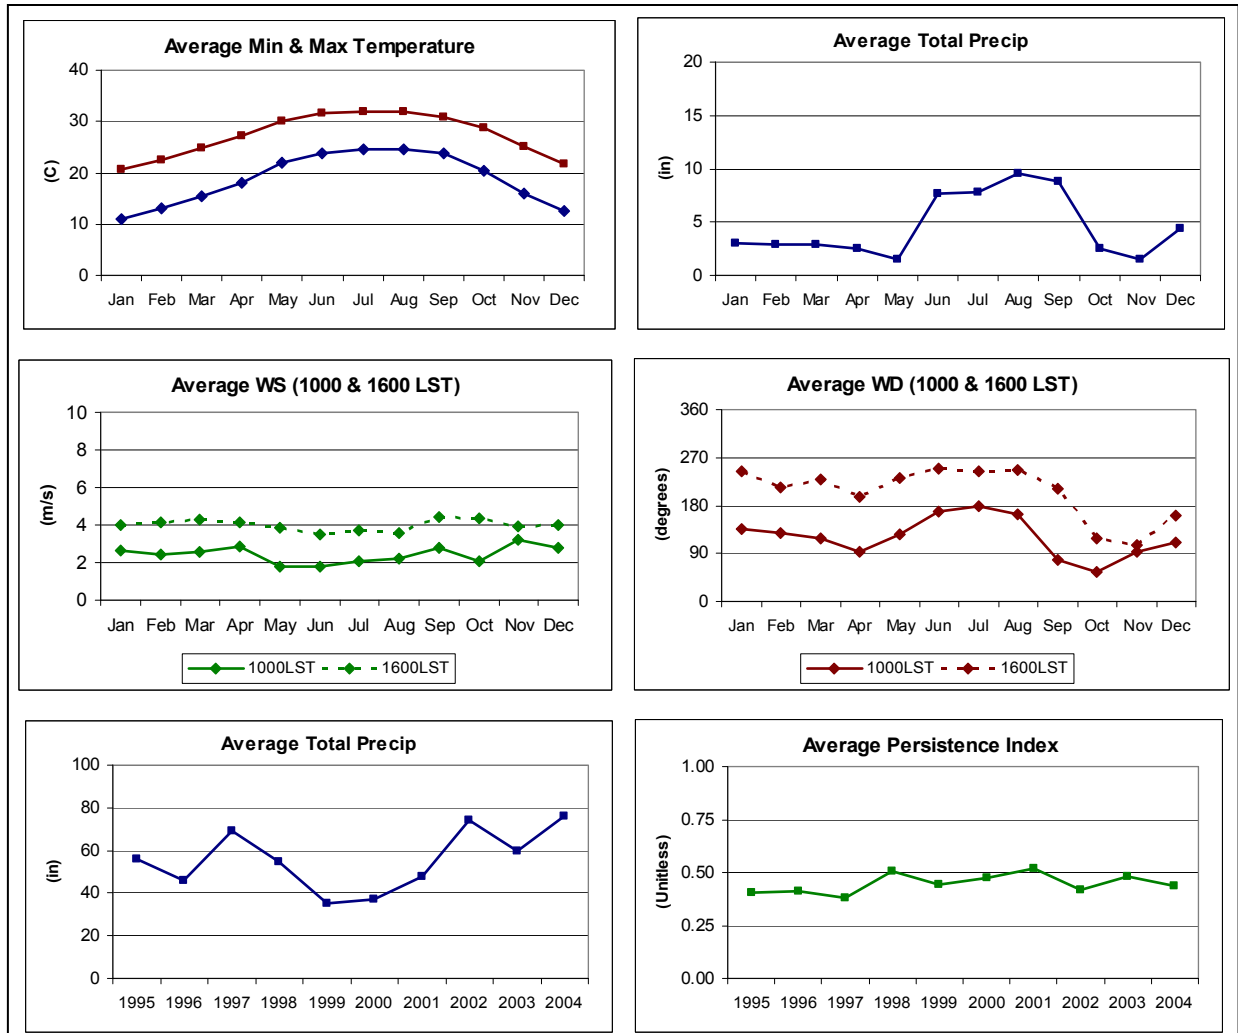 Average Min & Max Temperature
(C)
40
30
20
10
0
Jan Feb Mar Apr May Jun Jul Aug Sep Oct Nov Dec
Average Total Precip
(in)
20
15
10
5
0
Jan Feb Mar Apr May Jun Jul Aug Sep Oct Nov Dec
Average WS (1000 & 1600 LST)
(m/s)
10
8
6
4
2
0
Jan Feb Mar Apr May Jun Jul Aug Sep Oct Nov Dec
1000LST 1600LST
Average WD (1000 & 1600 LST)
(degrees)
360
270
180
90
0
Jan Feb Mar Apr May Jun Jul Aug Sep Oct Nov Dec
1000LST 1600LST
Average Total Precip
(in)
100
80
60
40
20
0
1995 1996 1997 1998 1999 2000 2001 2002 2003 2004
Average Persistence Index
(Unitless)
1.00
0.75
0.50
0.25
0.00
1995 1996 1997 1998 1999 2000 2001 2002 2003 2004